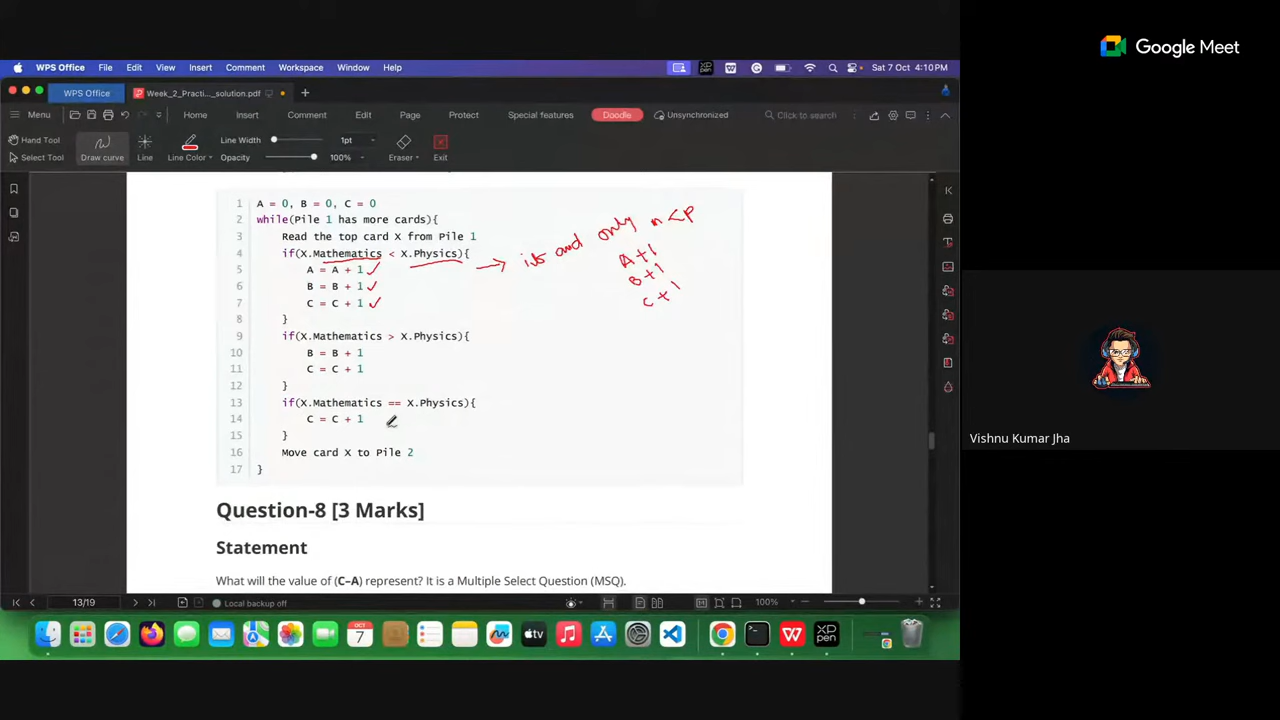 Google Meet
WPS Office File Edit View Insert Comment Workspace Window Help Sat 7 Oct 4:10 PM
WPS Office Week_2_Practi..._solution.pdf
Menu Home Insert Comment Edit Page Protect Special features Doodle Unsynchronized Click to search
Hand Tool Line Width 1pt
Select Tool Draw curve Line Line Color Opacity 100% Eraser Exit
1 A = 0, B = 0, C = 0
2 while(Pile 1 has more cards){
3 Read the top card X from Pile 1
4 if(X.Mathematics < X.Physics){
5 A = A + 1
6 B = B + 1
7 C = C + 1
8 }
9 if(X.Mathematics > X.Physics){
10 B = B + 1
11 C = C + 1
12 }
13 if(X.Mathematics == X.Physics){
14 C = C + 1
15 }
16 Move card X to Pile 2
17 }
and only m < P
A+1
B+1
C+1
Question-8 [3 Marks]
Statement
What will the value of (C–A) represent? It is a Multiple Select Question (MSQ).
13/19 Local backup off 100%
OCT
7
tv
Vishnu Kumar Jha